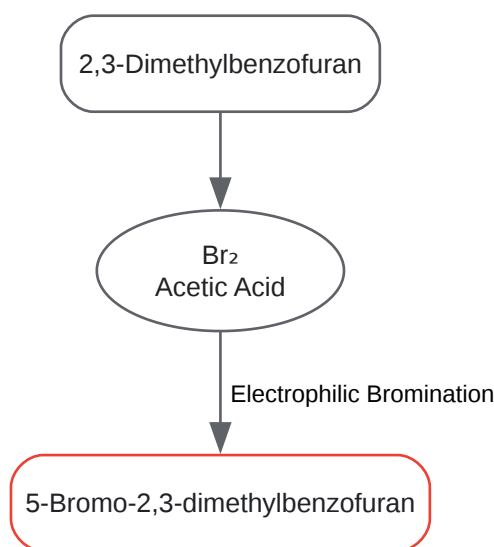 2,3-Dimethylbenzofuran
Br₂
Acetic Acid
Electrophilic Bromination
5-Bromo-2,3-dimethylbenzofuran